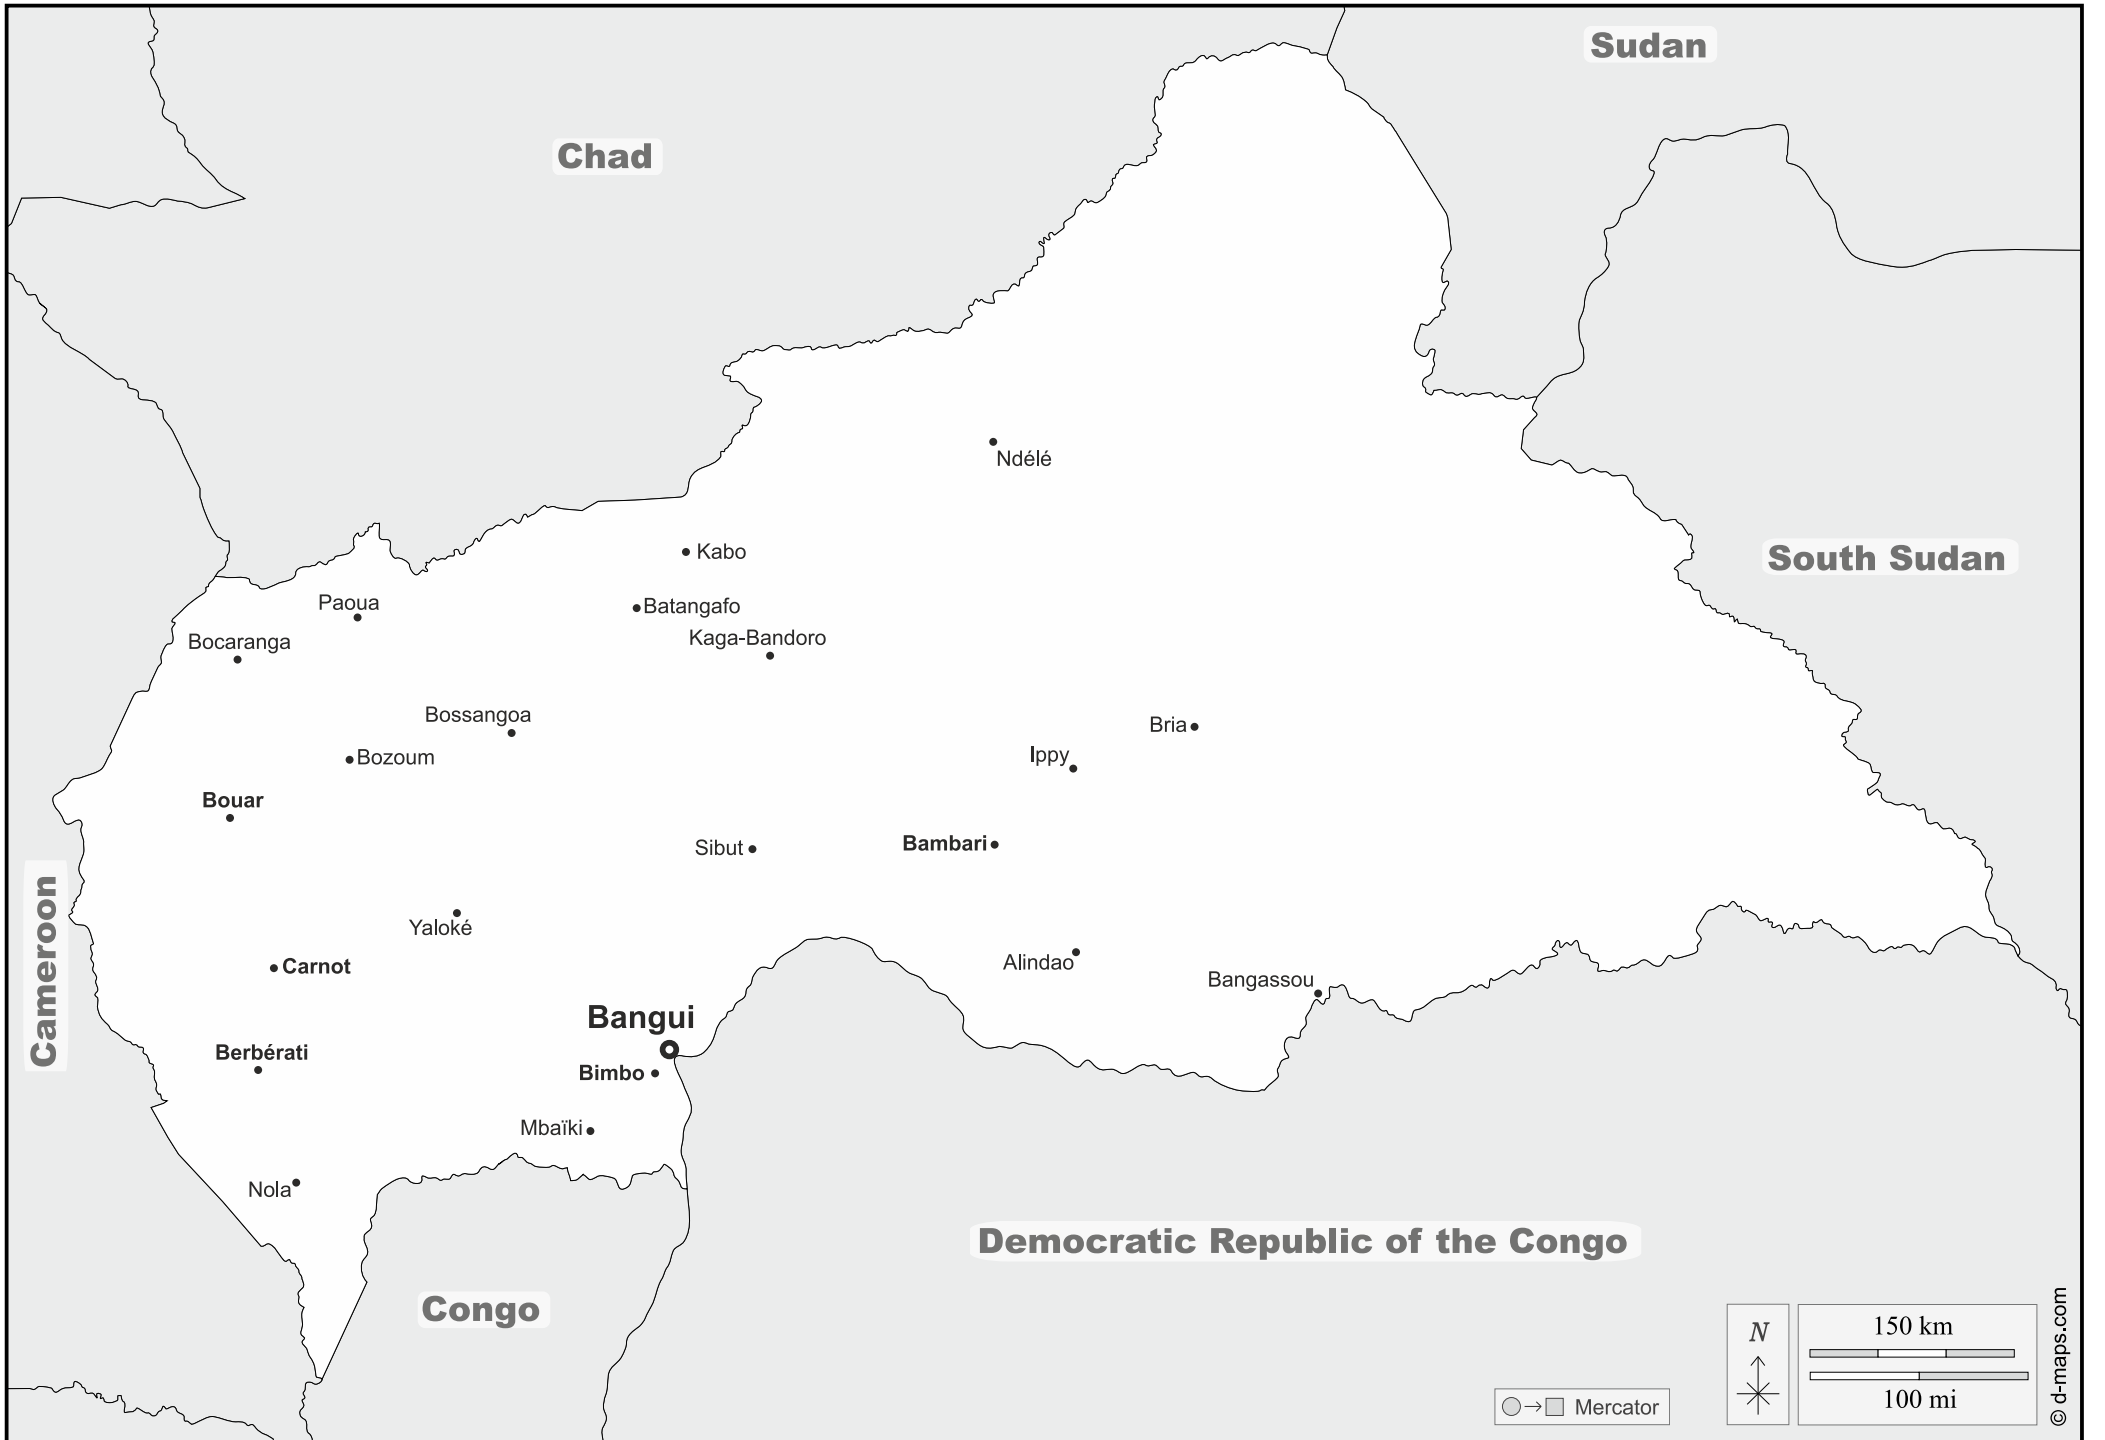 Sudan
Chad
Ndélé
Kabo
South Sudan
Paoua
Batangafo
Kaga-Bandoro
Bocaranga
Bossangoa
Bria
Ippy
Bozoum
Bouar
Sibut
Bambari
Yaloké
Cameroon
Carnot
Alindao
Bangassou
Bangui
Berbérati
Bimbo
Mbaïki
Nola
Democratic Republic of the Congo
Congo
N
150 km
100 mi
Mercator
© d-maps.com